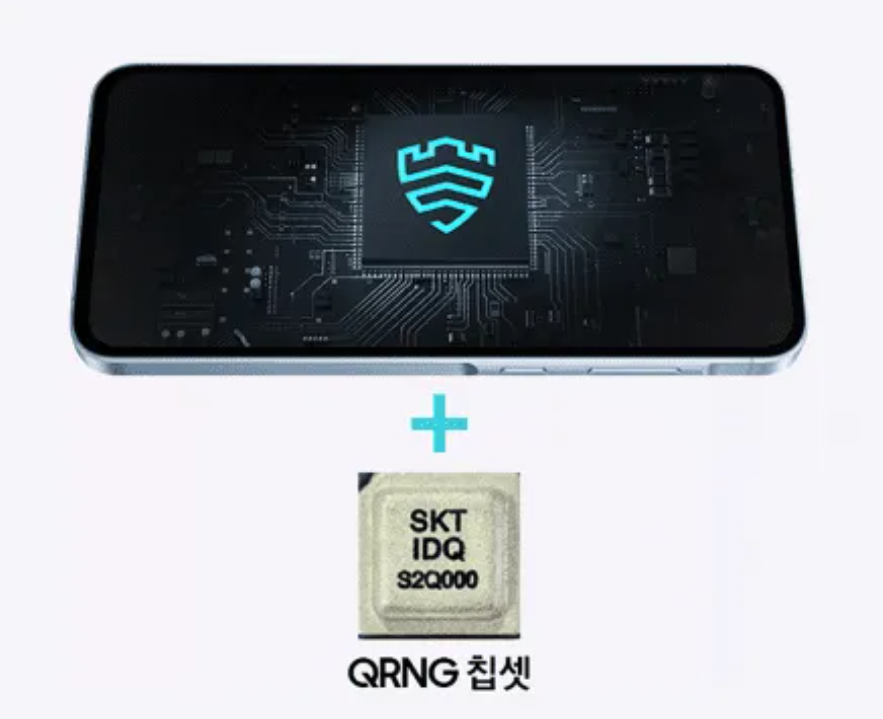 SKT
IDQ
S2Q000
QRNG 칩셋